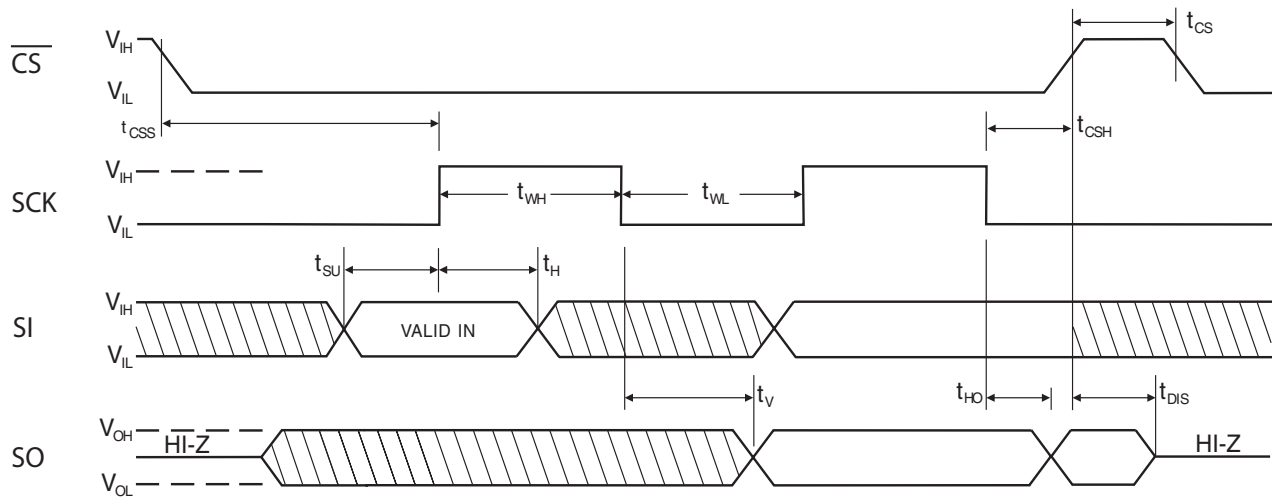 t_CS
V_IH
CS
V_IL
t_CSS
t_CSH
V_IH
SCK
t_WH
t_WL
V_IL
t_SU
t_H
V_IH
SI
VALID IN
V_IL
t_V
t_HO
t_DIS
V_OH
HI-Z
HI-Z
SO
V_OL